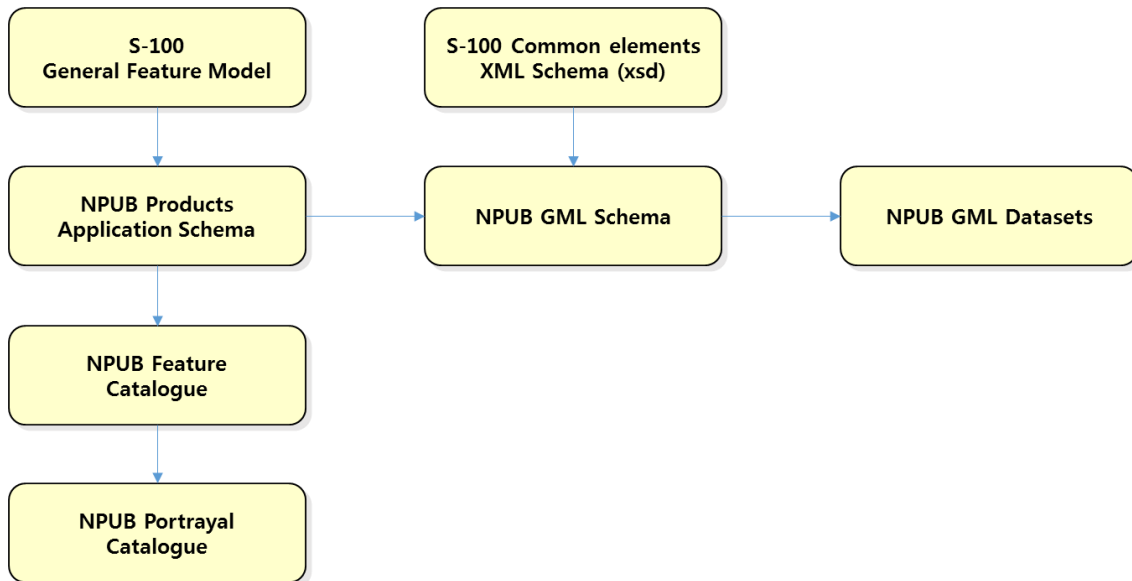 S-100
General Feature Model
S-100 Common elements
XML Schema (xsd)
NPUB Products
Application Schema
NPUB GML Schema
NPUB GML Datasets
NPUB Feature
Catalogue
NPUB Portrayal
Catalogue